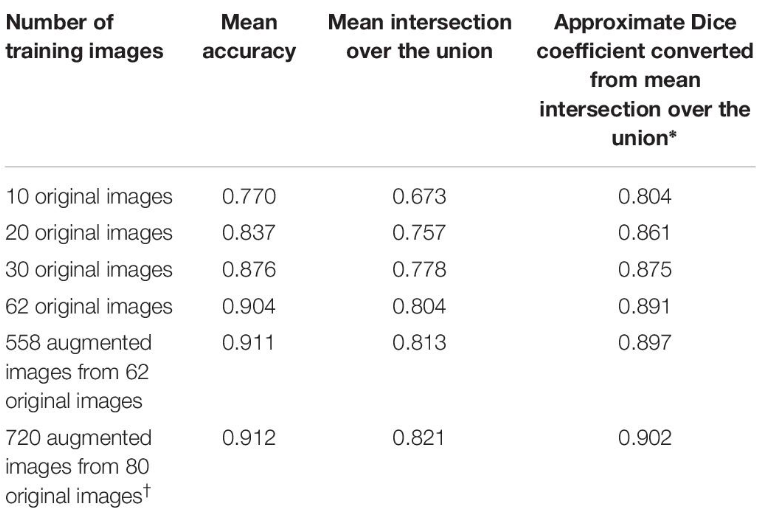 Number of training images | Mean accuracy | Mean intersection over the union | Approximate Dice coefficient converted from mean intersection over the union*
10 original images 0.770 0.673 0.804
20 original images 0.837 0.757 0.861
30 original images 0.876 0.778 0.875
62 original images 0.904 0.804 0.891
558 augmented 0.911 0.813 0.897
images from 62
original images
720 augmented 0.912 0.821 0.902
images from 80
original images†